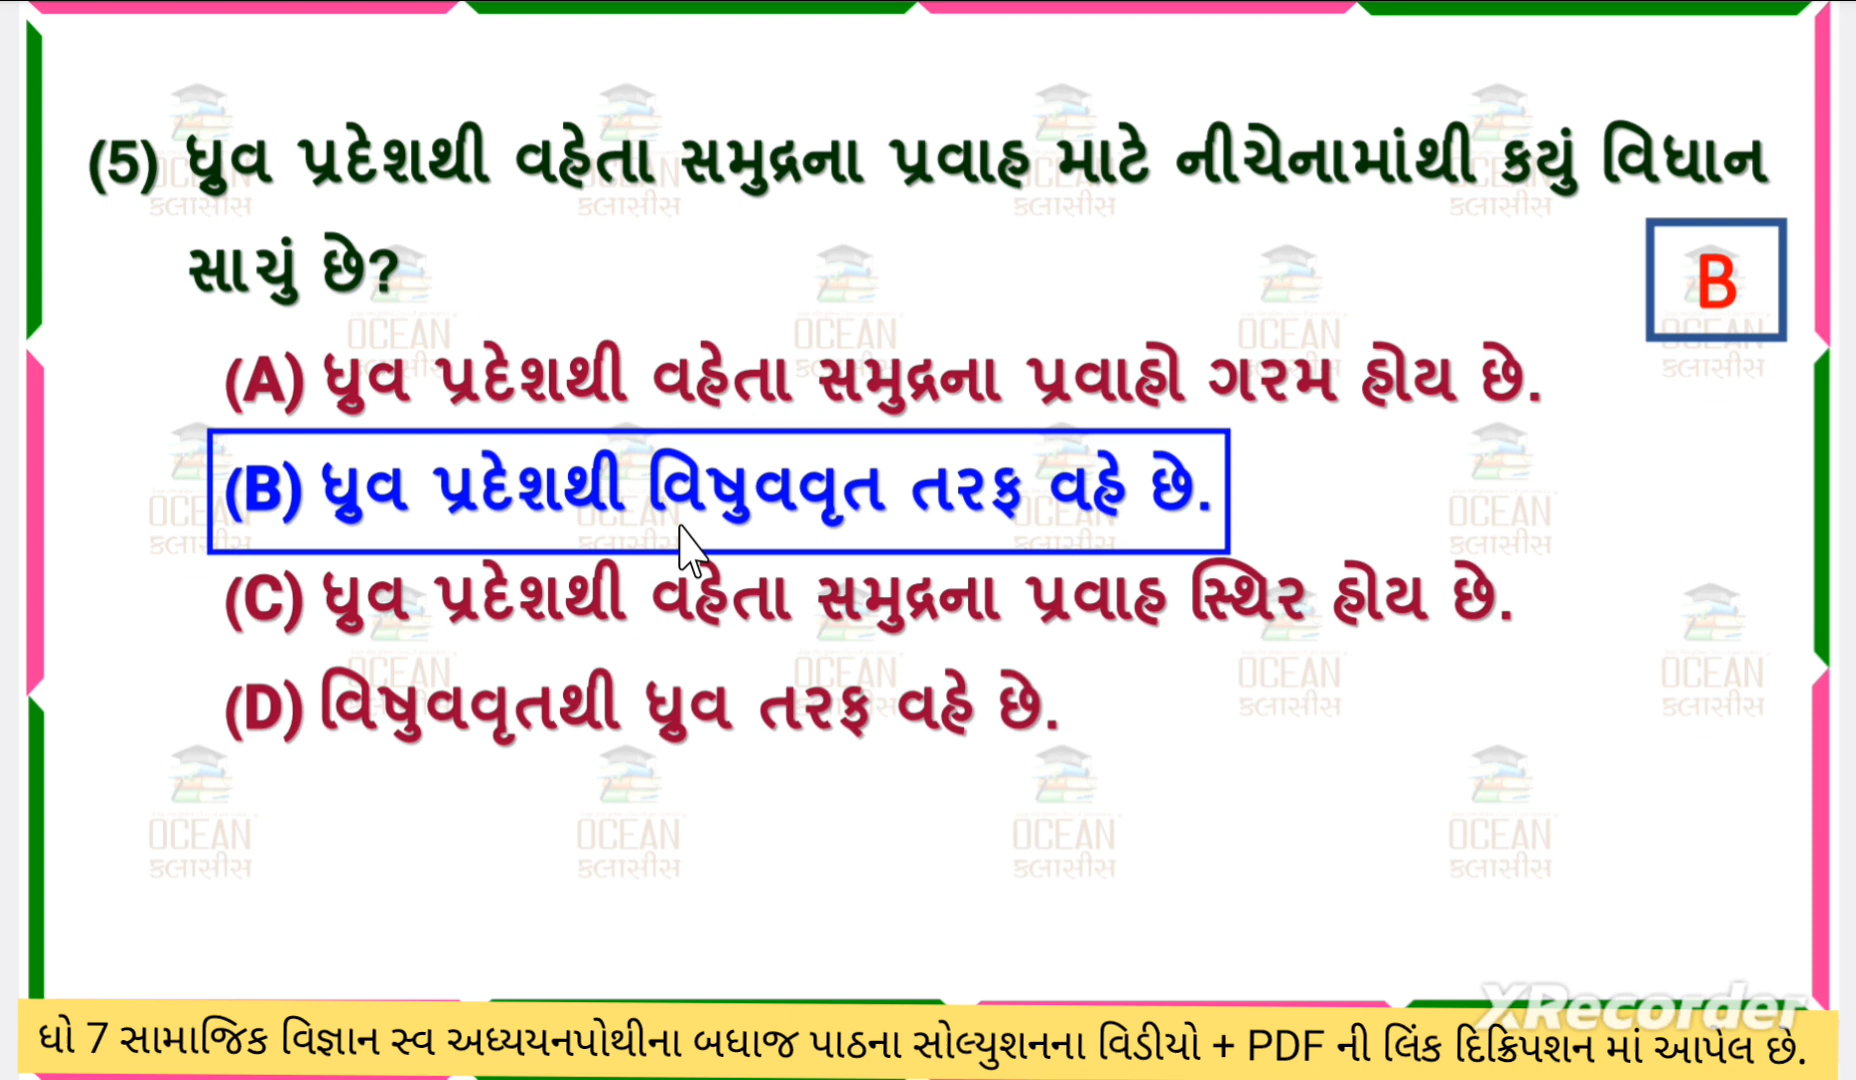 (5) ધ્રુવ પ્રદેશથી વહેતા સમુદ્રના પ્રવાહ માટે નીચેનામાંથી કયું વિધાન
સાચું છે?
B
(A) ધ્રુવ પ્રદેશથી વહેતા સમુદ્રના પ્રવાહો ગરમ હોય છે.
(B) ધ્રુવ પ્રદેશથી વિષુવવૃત તરફ વહે છે.
(C) ધ્રુવ પ્રદેશથી વહેતા સમુદ્રના પ્રવાહ સ્થિર હોય છે.
(D) વિષુવવૃતથી ધ્રુવ તરફ વહે છે.
OCEAN
ક્લાસીસ
XRecorder
ધો 7 સામાજિક વિજ્ઞાન સ્વ અધ્યયનપોથીના બધાજ પાઠના સોલ્યુશનના વિડીયો + PDF ની લિંક દિક્રિપશન માં આપેલ છે.